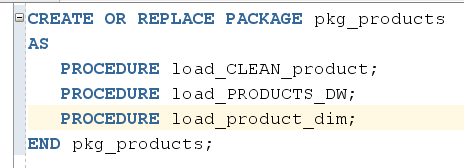 CREATE OR REPLACE PACKAGE pkg_products
AS
PROCEDURE load_CLEAN_product;
PROCEDURE load_PRODUCTS_DW;
PROCEDURE load_product_dim;
END pkg_products;